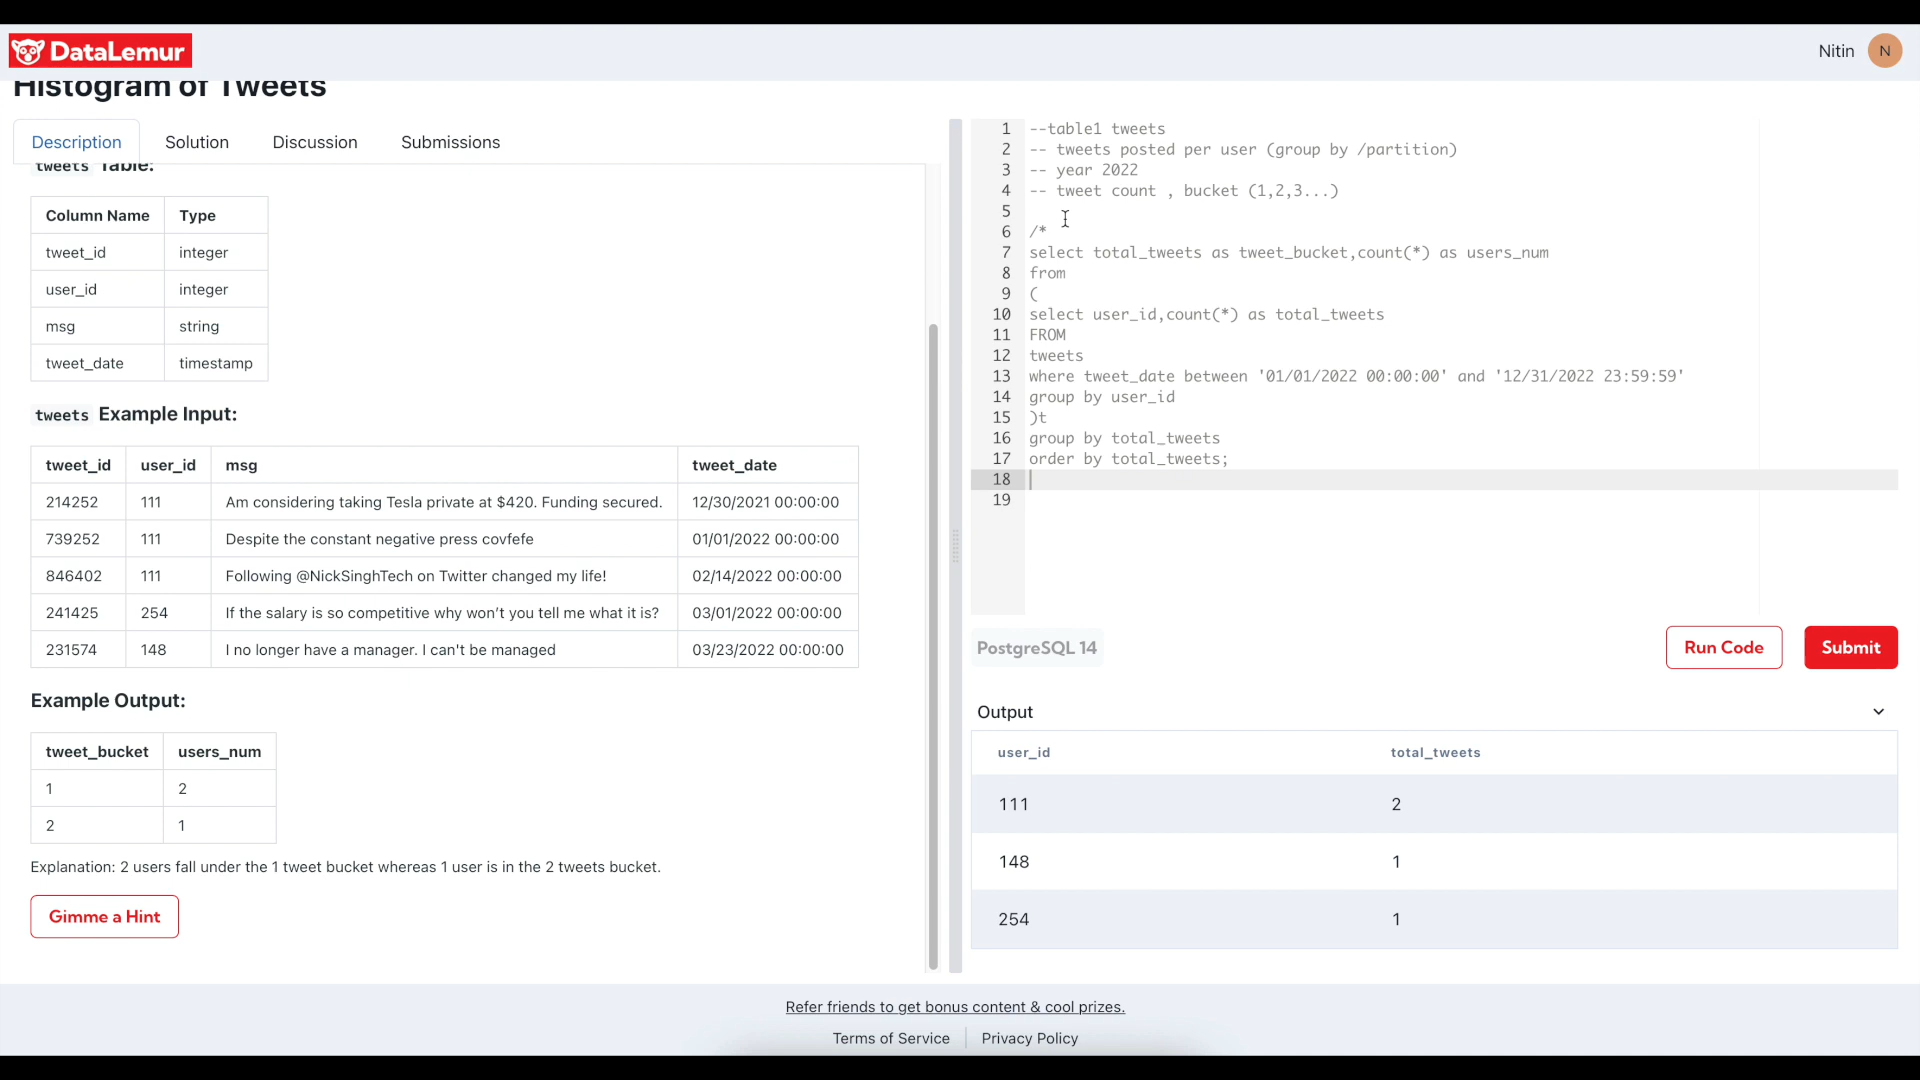 DataLemur
Nitin N
Histogram of Tweets
Description Solution Discussion Submissions
tweets Table:
Column Name Type
tweet_id integer
user_id integer
msg string
tweet_date timestamp
tweets Example Input:
tweet_id user_id msg tweet_date
214252 111 Am considering taking Tesla private at $420. Funding secured. 12/30/2021 00:00:00
739252 111 Despite the constant negative press covfefe 01/01/2022 00:00:00
846402 111 Following @NickSinghTech on Twitter changed my life! 02/14/2022 00:00:00
241425 254 If the salary is so competitive why won’t you tell me what it is? 03/01/2022 00:00:00
231574 148 I no longer have a manager. I can't be managed 03/23/2022 00:00:00
Example Output:
tweet_bucket users_num
1 2
2 1
Explanation: 2 users fall under the 1 tweet bucket whereas 1 user is in the 2 tweets bucket.
Gimme a Hint
1 --table1 tweets
2 -- tweets posted per user (group by /partition)
3 -- year 2022
4 -- tweet count , bucket (1,2,3...)
5
6 /*
7 select total_tweets as tweet_bucket,count(*) as users_num
8 from
9 (
10 select user_id,count(*) as total_tweets
11 FROM
12 tweets
13 where tweet_date between '01/01/2022 00:00:00' and '12/31/2022 23:59:59'
14 group by user_id
15 )t
16 group by total_tweets
17 order by total_tweets;
18
19
PostgreSQL 14 Run Code Submit
Output
user_id total_tweets
111 2
148 1
254 1
Refer friends to get bonus content & cool prizes.
Terms of Service Privacy Policy